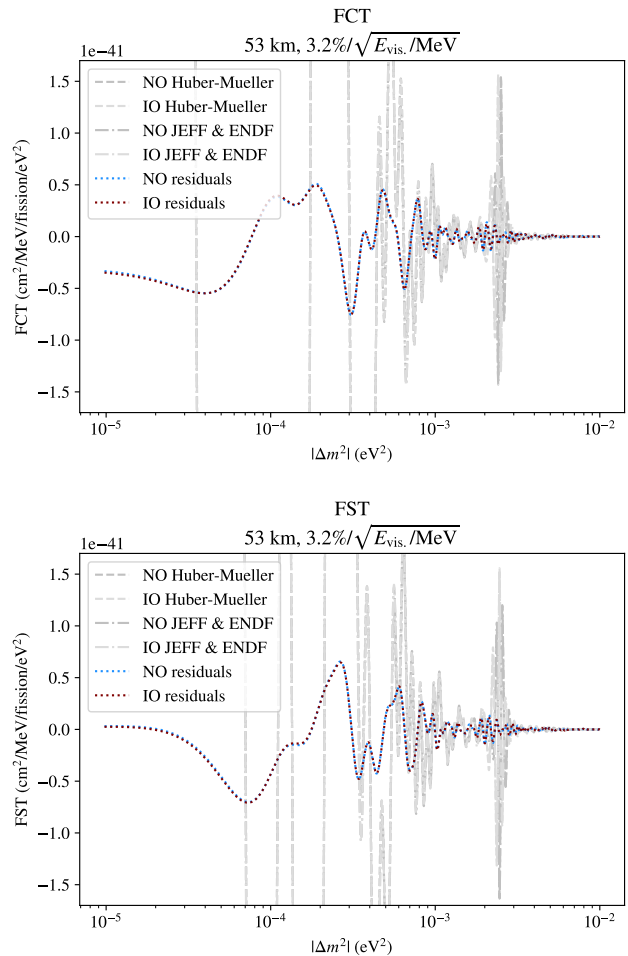 FCT
53 km, 3.2%/√E_vis./MeV
1e−41
NO Huber-Mueller
IO Huber-Mueller
NO JEFF & ENDF
IO JEFF & ENDF
NO residuals
IO residuals
1.5
1.0
0.5
0.0
−0.5
−1.0
−1.5
FCT (cm²/MeV/fission/eV²)
10⁻⁵ 10⁻⁴ 10⁻³ 10⁻²
|Δm²| (eV²)
FST
53 km, 3.2%/√E_vis./MeV
1e−41
NO Huber-Mueller
IO Huber-Mueller
NO JEFF & ENDF
IO JEFF & ENDF
NO residuals
IO residuals
1.5
1.0
0.5
0.0
−0.5
−1.0
−1.5
FST (cm²/MeV/fission/eV²)
10⁻⁵ 10⁻⁴ 10⁻³ 10⁻²
|Δm²| (eV²)